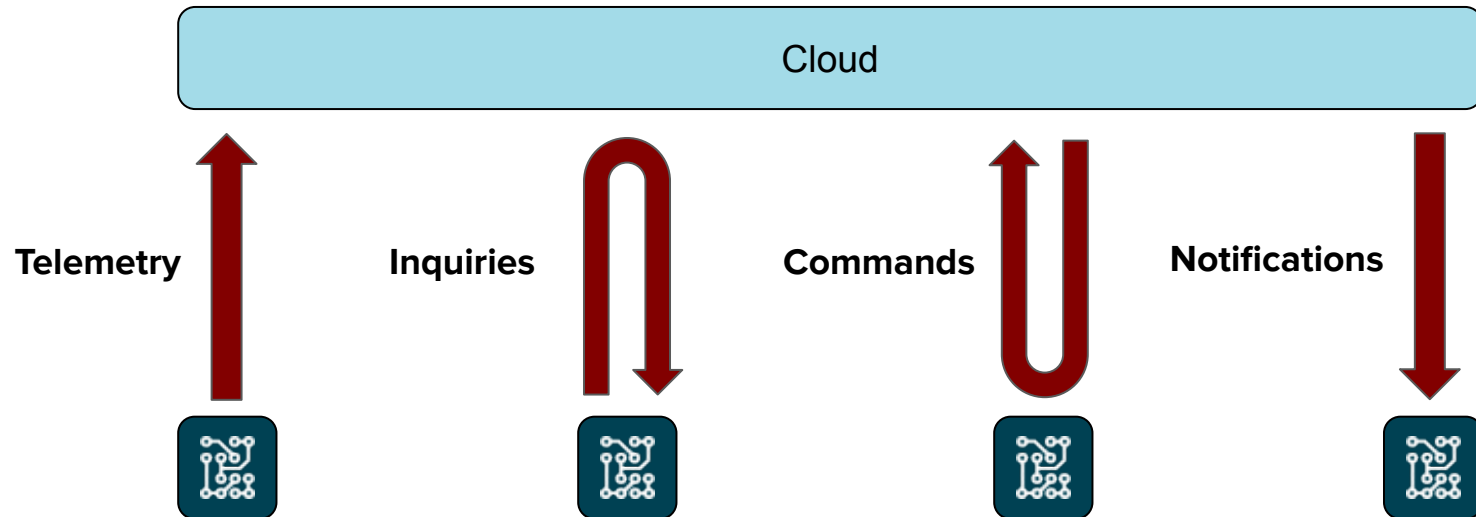 Cloud
Telemetry
Inquiries
Commands
Notifications